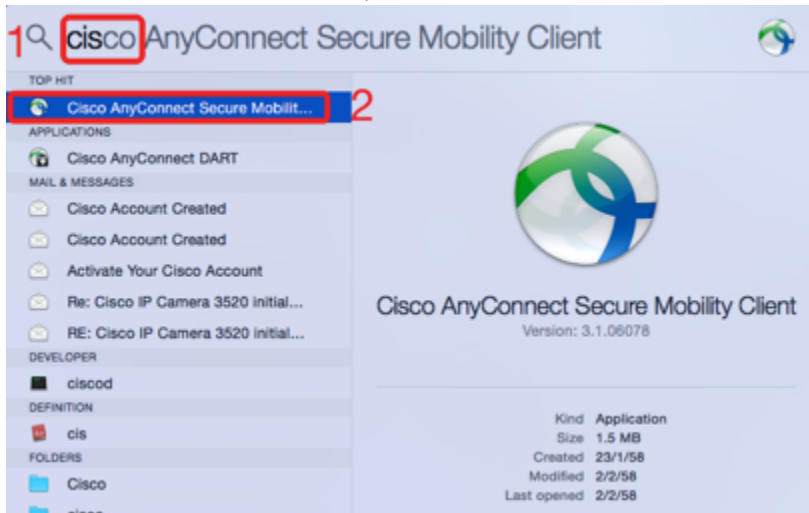 1 cisco AnyConnect Secure Mobility Client
TOP HIT
Cisco AnyConnect Secure Mobilit... 2
APPLICATIONS
Cisco AnyConnect DART
MAIL & MESSAGES
Cisco Account Created
Cisco Account Created
Activate Your Cisco Account
Re: Cisco IP Camera 3520 initial...
RE: Cisco IP Camera 3520 initial...
DEVELOPER
ciscod
DEFINITION
cis
FOLDERS
Cisco
cisco
Cisco AnyConnect Secure Mobility Client
Version: 3.1.06078
Kind Application
Size 1.5 MB
Created 23/1/58
Modified 2/2/58
Last opened 2/2/58